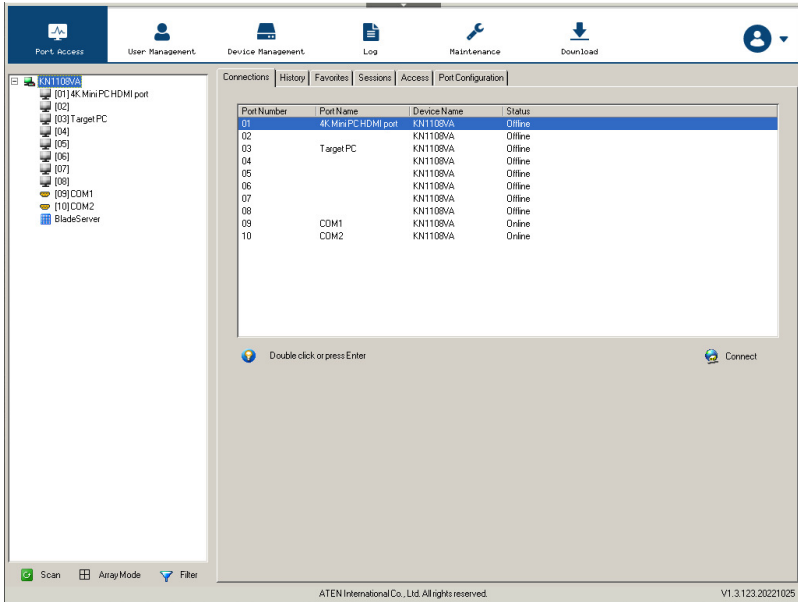 Port Access User Management Device Management Log Maintenance Download
KN1108VA
[01] 4K Mini PC HDMI port
[02]
[03] Target PC
[04]
[05]
[06]
[07]
[08]
[09] COM1
[10] COM2
BladeServer
Connections History Favorites Sessions Access Port Configuration
Port Number Port Name Device Name Status
01 4K Mini PC HDMI port KN1108VA Offline
02 KN1108VA Offline
03 Target PC KN1108VA Offline
04 KN1108VA Offline
05 KN1108VA Offline
06 KN1108VA Offline
07 KN1108VA Offline
08 KN1108VA Offline
09 COM1 KN1108VA Online
10 COM2 KN1108VA Online
Double click or press Enter Connect
Scan Array Mode Filter
ATEN International Co., Ltd. All rights reserved. V1.3.123.20221025